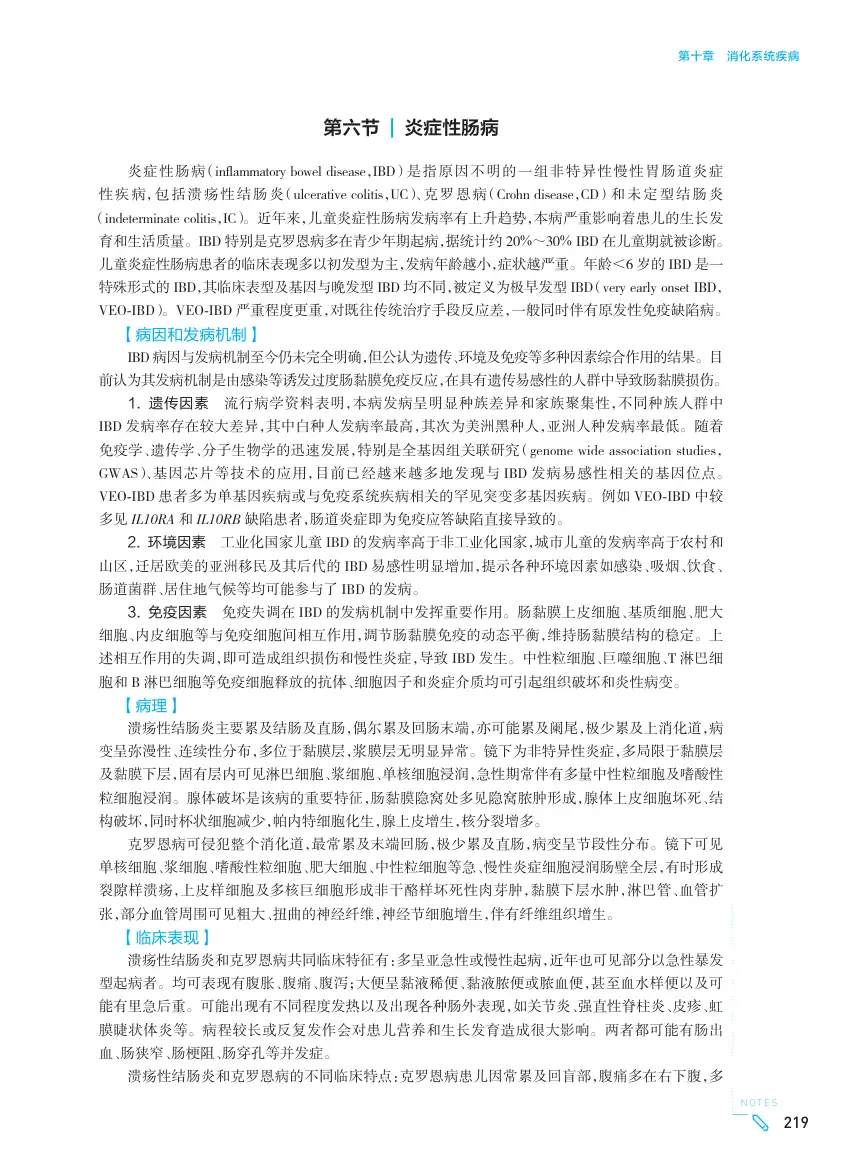 第十章 消化系统疾病
第六节 | 炎症性肠病
炎症性肠病（inflammatory bowel disease,IBD）是指原因不明的一组非特异性慢性胃肠道炎症
性疾病，包括溃疡性结肠炎（ulcerative colitis,UC）、克罗恩病（Crohn disease,CD）和未定型结肠炎
（indeterminate colitis,IC）。近年来，儿童炎症性肠病发病率有上升趋势，本病严重影响着患儿的生长发
育和生活质量。IBD 特别是克罗恩病多在青少年期起病，据统计约 20%～30% IBD 在儿童期就被诊断。
儿童炎症性肠病患者的临床表现多以初发型为主，发病年龄越小，症状越严重。年龄＜6 岁的 IBD 是一
特殊形式的 IBD，其临床表型及基因与晚发型 IBD 均不同，被定义为极早发型 IBD（very early onset IBD，
VEO-IBD）。VEO-IBD 严重程度更重，对既往传统治疗手段反应差，一般同时伴有原发性免疫缺陷病。
【病因和发病机制】
IBD 病因与发病机制至今仍未完全明确，但公认为遗传、环境及免疫等多种因素综合作用的结果。目
前认为其发病机制是由感染等诱发过度肠黏膜免疫反应，在具有遗传易感性的人群中导致肠黏膜损伤。
1. 遗传因素 流行病学资料表明，本病发病呈明显种族差异和家族聚集性，不同种族人群中
IBD 发病率存在较大差异，其中白种人发病率最高，其次为美洲黑种人，亚洲人种发病率最低。随着
免疫学、遗传学、分子生物学的迅速发展，特别是全基因组关联研究（genome wide association studies，
GWAS）、基因芯片等技术的应用，目前已经越来越多地发现与 IBD 发病易感性相关的基因位点。
VEO-IBD 患者多为单基因疾病或与免疫系统疾病相关的罕见突变多基因疾病。例如 VEO-IBD 中较
多见 IL10RA 和 IL10RB 缺陷患者，肠道炎症即为免疫应答缺陷直接导致的。
2. 环境因素 工业化国家儿童 IBD 的发病率高于非工业化国家，城市儿童的发病率高于农村和
山区，迁居欧美的亚洲移民及其后代的 IBD 易感性明显增加，提示各种环境因素如感染、吸烟、饮食、
肠道菌群、居住地气候等均可能参与了 IBD 的发病。
3. 免疫因素 免疫失调在 IBD 的发病机制中发挥重要作用。肠黏膜上皮细胞、基质细胞、肥大
细胞、内皮细胞等与免疫细胞间相互作用，调节肠黏膜免疫的动态平衡，维持肠黏膜结构的稳定。上
述相互作用的失调，即可造成组织损伤和慢性炎症，导致 IBD 发生。中性粒细胞、巨噬细胞、T 淋巴细
胞和 B 淋巴细胞等免疫细胞释放的抗体、细胞因子和炎症介质均可引起组织破坏和炎性病变。
【病理】
溃疡性结肠炎主要累及结肠及直肠，偶尔累及回肠末端，亦可能累及阑尾，极少累及上消化道，病
变呈弥漫性、连续性分布，多位于黏膜层，浆膜层无明显异常。镜下为非特异性炎症，多局限于黏膜层
及黏膜下层，固有层内可见淋巴细胞、浆细胞、单核细胞浸润，急性期常伴有多量中性粒细胞及嗜酸性
粒细胞浸润。腺体破坏是该病的重要特征，肠黏膜隐窝处多见隐窝脓肿形成，腺体上皮细胞坏死、结
构破坏，同时杯状细胞减少，帕内特细胞化生，腺上皮增生，核分裂增多。
克罗恩病可侵犯整个消化道，最常累及末端回肠，极少累及直肠，病变呈节段性分布。镜下可见
单核细胞、浆细胞、嗜酸性粒细胞、肥大细胞、中性粒细胞等急、慢性炎症细胞浸润肠壁全层，有时形成
裂隙样溃疡，上皮样细胞及多核巨细胞形成非干酪样坏死性肉芽肿，黏膜下层水肿，淋巴管、血管扩
张，部分血管周围可见粗大、扭曲的神经纤维，神经节细胞增生，伴有纤维组织增生。
【临床表现】
溃疡性结肠炎和克罗恩病共同临床特征有：多呈亚急性或慢性起病，近年也可见部分以急性暴发
型起病者。均可表现有腹胀、腹痛、腹泻；大便呈黏液稀便、黏液脓便或脓血便，甚至血水样便以及可
能有里急后重。可能出现有不同程度发热以及出现各种肠外表现，如关节炎、强直性脊柱炎、皮疹、虹
膜睫状体炎等。病程较长或反复发作会对患儿营养和生长发育造成很大影响。两者都可能有肠出
血、肠狭窄、肠梗阻、肠穿孔等并发症。
溃疡性结肠炎和克罗恩病的不同临床特点：克罗恩病患儿因常累及回盲部，腹痛多在右下腹，多
NOTES
219